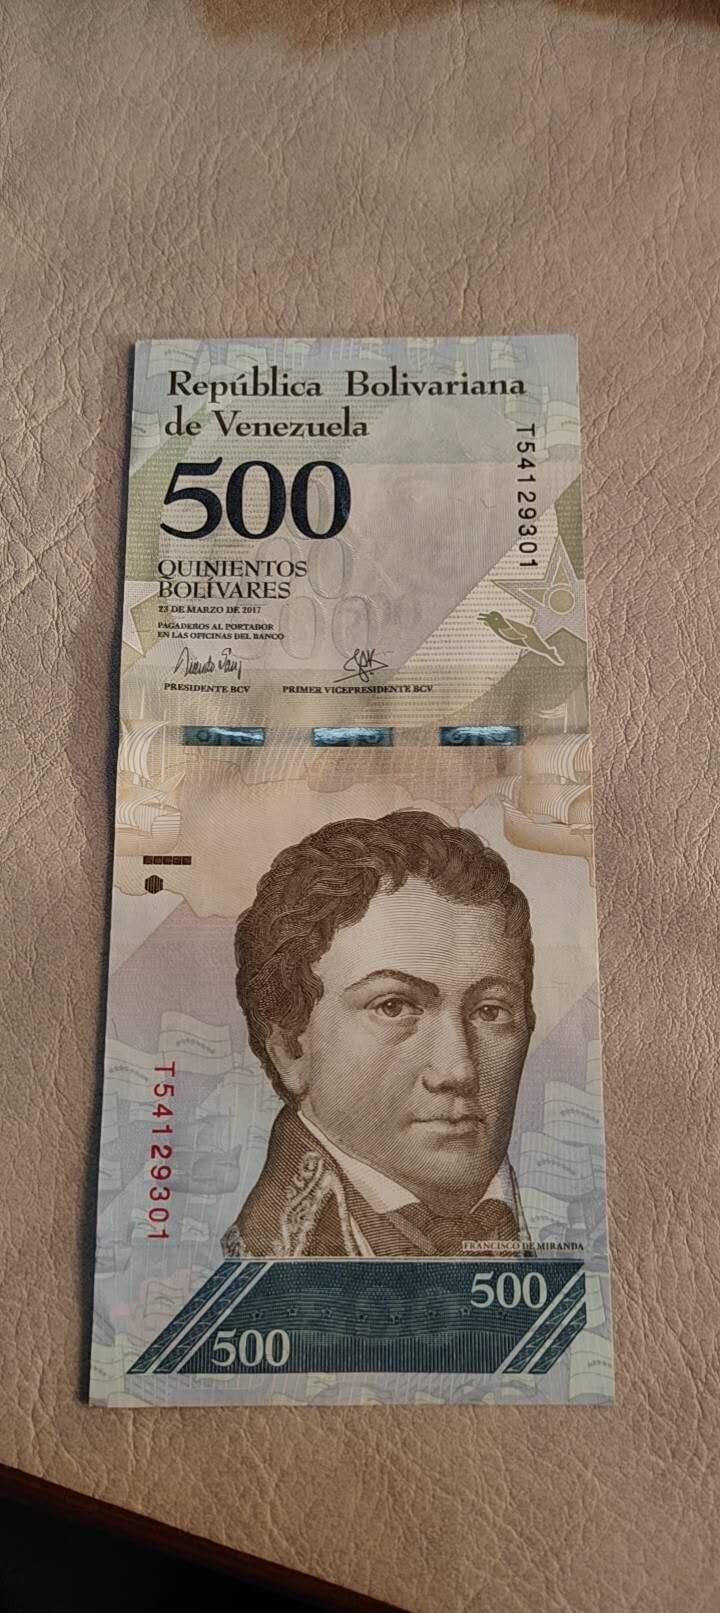 República Bolivariana
de Venezuela
500
QUINIENTOS
BOLÍVARES
23 DE MARZO DE 2017
PAGADEROS AL PORTADOR
EN LAS OFICINAS DEL BANCO
PRESIDENTE BCV
PRIMER VICEPRESIDENTE BCV
T54129301
T54129301
FRANCISCO DE MIRANDA
500
500